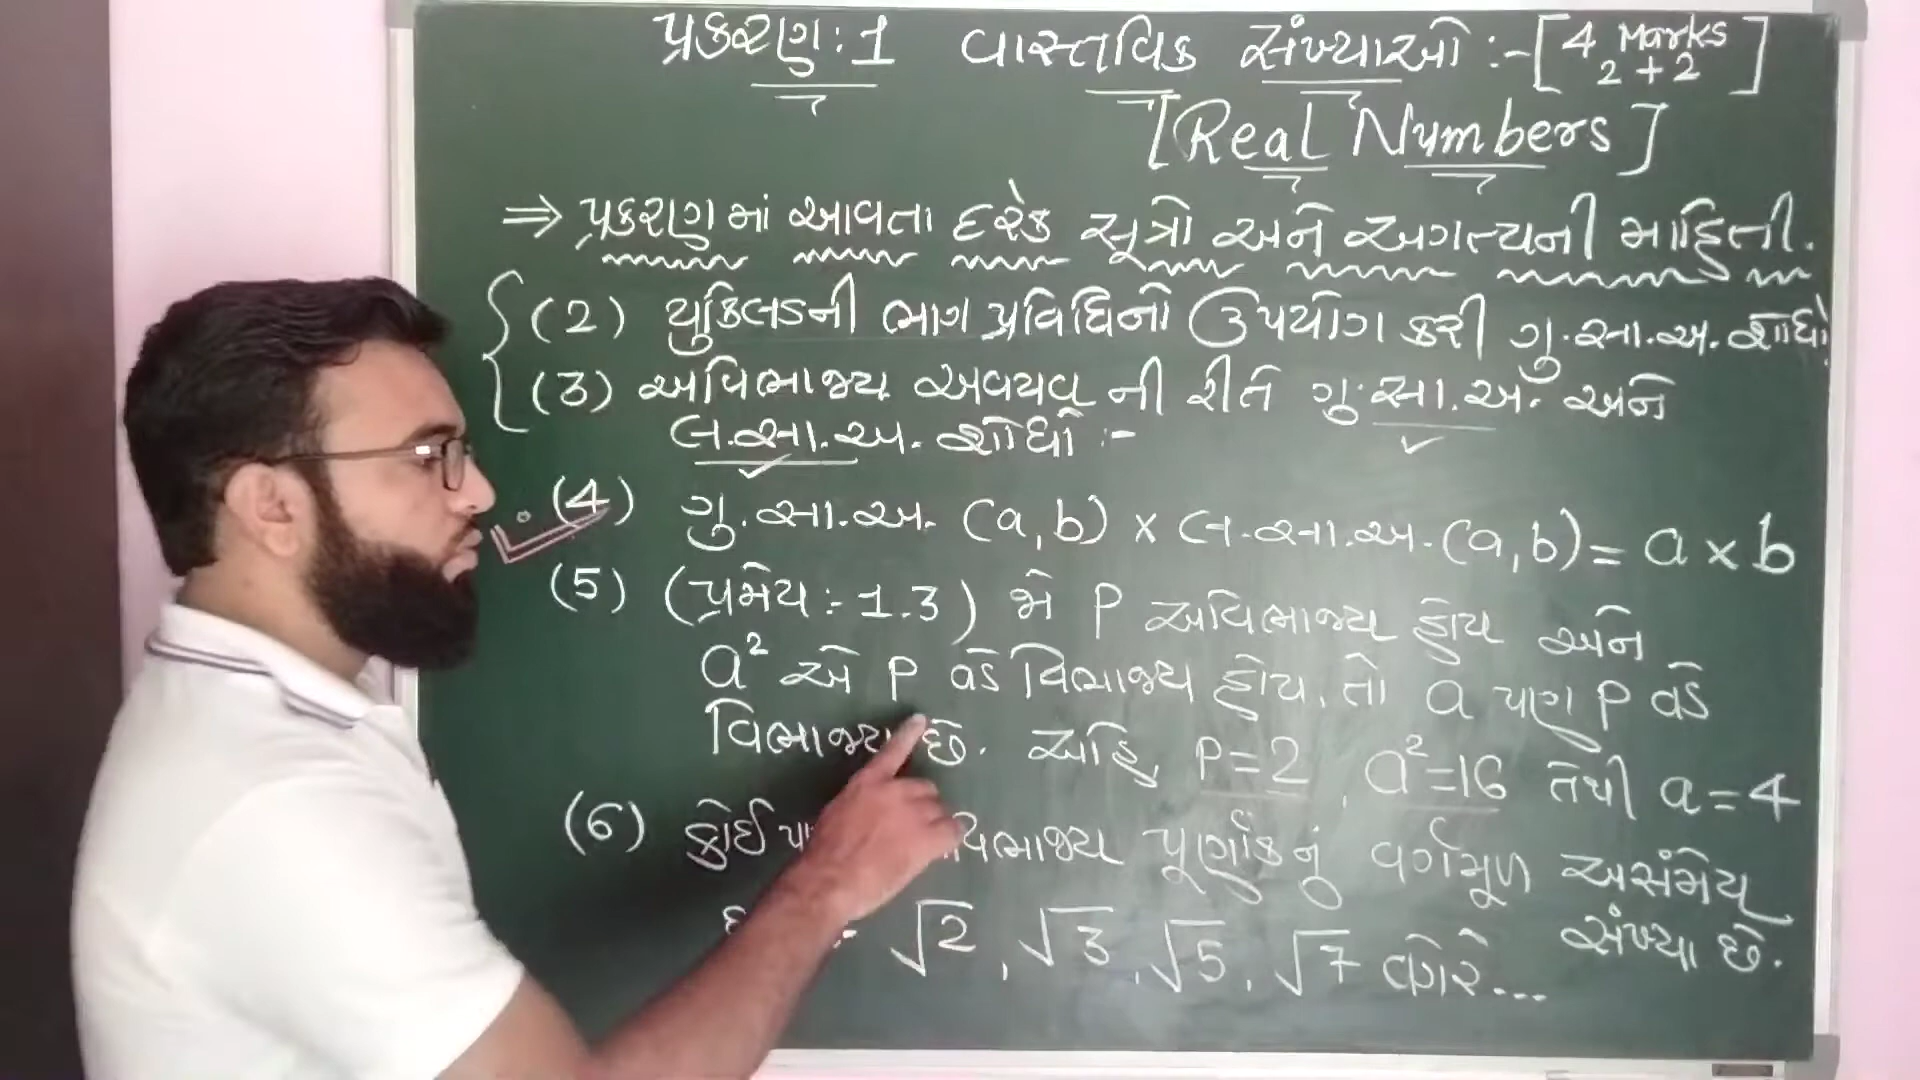 પ્રકરણ : 1 વાસ્તવિક સંખ્યાઓ :- [4 Marks
2 + 2]
[Real Numbers]
⇒ પ્રકરણ માં આવતા દરેક સૂત્રો અને અગત્યની માહિતી.
(2) યુક્લિડની ભાગ પ્રવિધિનો ઉપયોગ કરી ગુ.સા.અ. શોધો
(3) અવિભાજ્ય અવયવ ની રીતે ગુ.સા.અ. અને
લ.સા.અ. શોધો :-
(4) ગુ.સા.અ. (a, b) × લ.સા.અ. (a, b) = a × b
(5) (પ્રમેય :- 1.3) જો P અવિભાજ્ય હોય અને
a² એ P વડે વિભાજ્ય હોય, તો a પણ P વડે
વિભાજ્ય છે. અહિં P=2, a²=16 તેથી a=4
(6) કોઈ પૂર્ણાંકનું વર્ગમૂળ અસંમેય
સંખ્યા છે.
√2, √3, √5, √7 વગેરે...